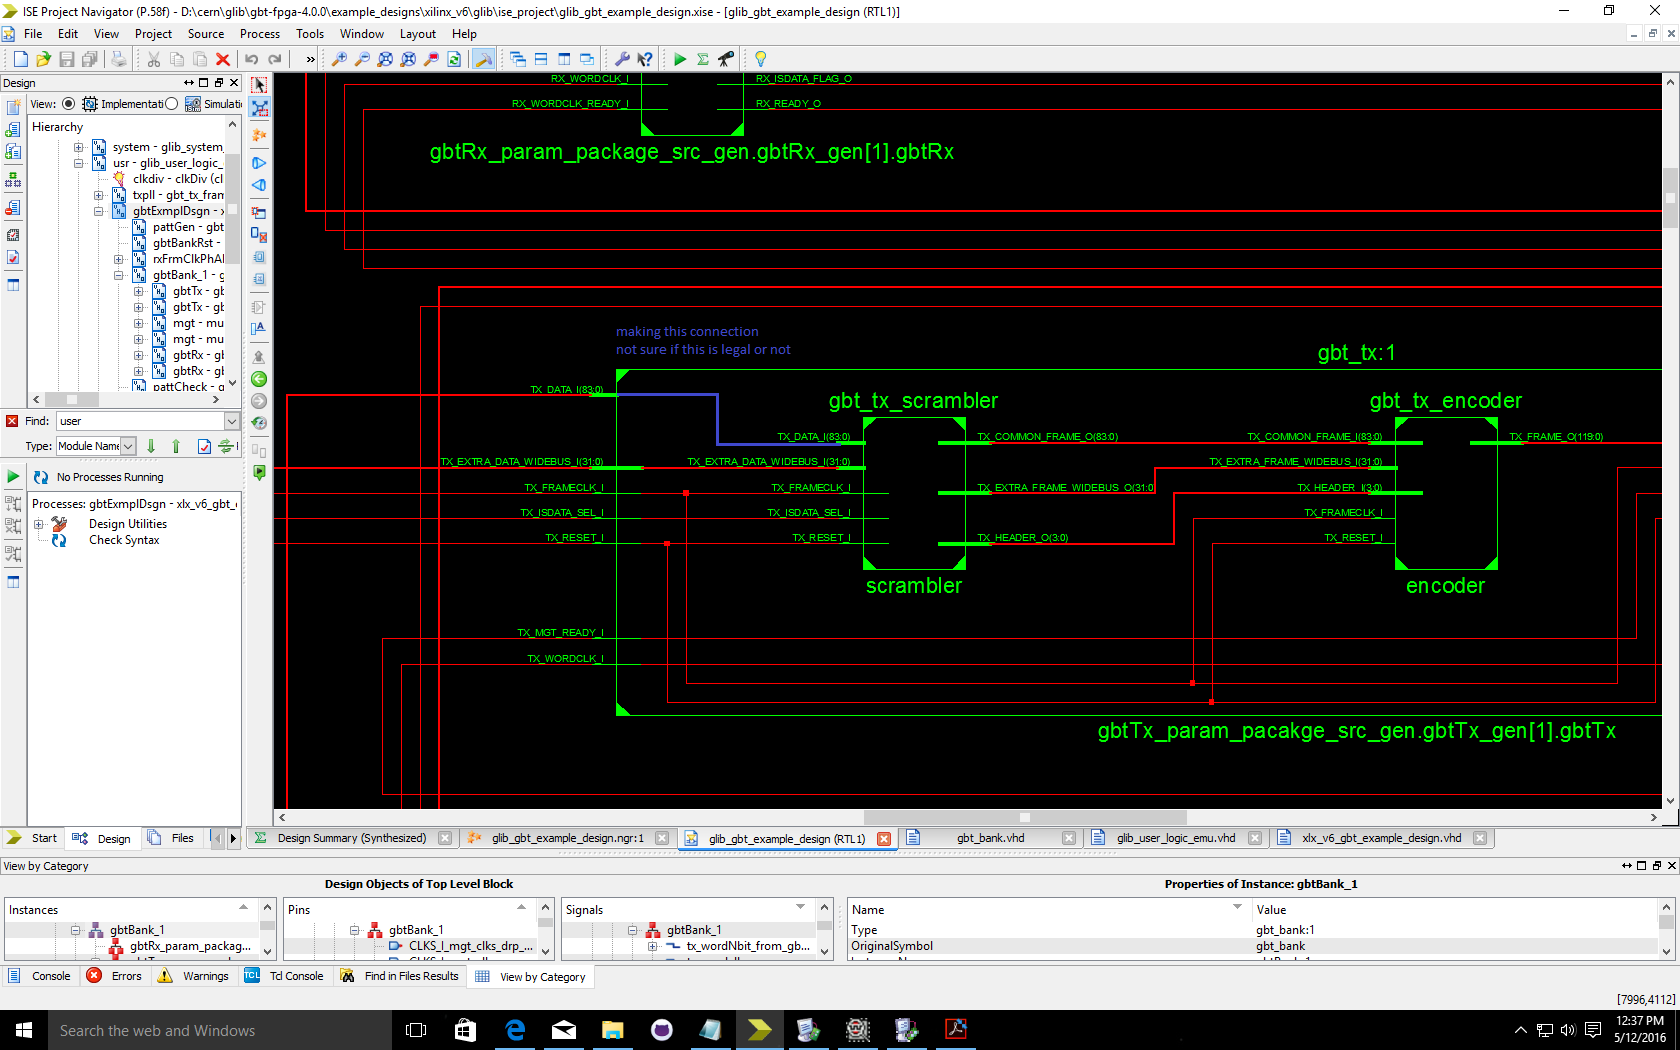 ISE Project Navigator (P.58f) - D:\cern\glib\gbt-fpga-4.0.0\example_designs\xilinx_v6\glib\ise_project\glib_gbt_example_design.xise - [glib_gbt_example_design (RTL1)]
File Edit View Project Source Process Tools Window Layout Help
Design
View: Implementati Simulatio
Hierarchy
system - glib_system_
usr - glib_user_logic_
clkdiv - clkDiv (cl
txpll - gbt_tx_fram
gbtExmplDsgn - x
pattGen - gbt
gbtBankRst -
rxFrmClkPhAl
gbtBank_1 - g
gbtTx - gb
gbtTx - gb
mgt - mu
mgt - mu
gbtRx - gb
gbtRx - gb
pattCheck - g
Find: user
Type: Module Name
No Processes Running
Processes: gbtExmplDsgn - xlx_v6_gbt_e
Design Utilities
Check Syntax
Start Design Files
RX_WORDCLK_I RX_ISDATA_FLAG_O
RX_WORDCLK_READY_I RX_READY_O
gbtRx_param_package_src_gen.gbtRx_gen[1].gbtRx
making this connection
not sure if this is legal or not
gbt_tx:1
TX_DATA_I(83:0)
gbt_tx_scrambler gbt_tx_encoder
TX_DATA_I(83:0) TX_COMMON_FRAME_O(83:0) TX_COMMON_FRAME_I(83:0) TX_FRAME_O(119:0)
TX_EXTRA_DATA_WIDEBUS_I(31:0) TX_EXTRA_DATA_WIDEBUS_I(31:0) TX_EXTRA_FRAME_WIDEBUS_I(31:0)
TX_FRAMECLK_I TX_FRAMECLK_I TX_EXTRA_FRAME_WIDEBUS_O(31:0) TX_HEADER_I(3:0)
TX_ISDATA_SEL_I TX_ISDATA_SEL_I TX_FRAMECLK_I
TX_RESET_I TX_RESET_I TX_HEADER_O(3:0) TX_RESET_I
scrambler encoder
TX_MGT_READY_I
TX_WORDCLK_I
gbtTx_param_pacakge_src_gen.gbtTx_gen[1].gbtTx
Design Summary (Synthesized) glib_gbt_example_design.ngr:1 glib_gbt_example_design (RTL1) gbt_bank.vhd glib_user_logic_emu.vhd xlx_v6_gbt_example_design.vhd
View by Category
Design Objects of Top Level Block Properties of Instance: gbtBank_1
Instances Pins Signals Name Value
gbtBank_1 gbtBank_1 gbtBank_1 Type gbt_bank:1
gbtRx_param_packag... CLKS_I_mgt_clks_drp_... tx_wordNbit_from_gb... OriginalSymbol gbt_bank
Console Errors Warnings Tcl Console Find in Files Results View by Category
[7996,4112]
Search the web and Windows
12:37 PM
5/12/2016